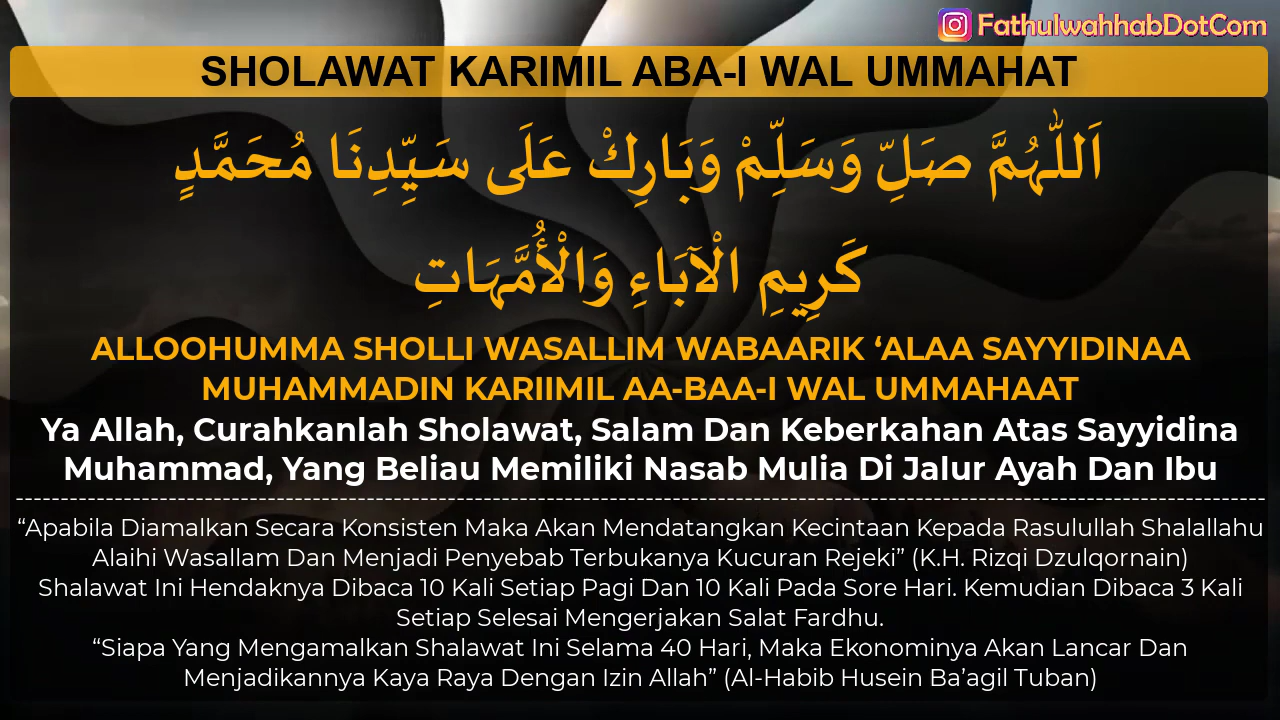 FathulwahhabDotCom
SHOLAWAT KARIMIL ABA-I WAL UMMAHAT
اَللّٰهُمَّ صَلِّ وَسَلِّمْ وَبَارِكْ عَلَى سَيِّدِنَا مُحَمَّدٍ
كَرِيمِ الْآبَاءِ وَالْأُمَّهَاتِ
ALLOOHUMMA SHOLLI WASALLIM WABAARIK ‘ALAA SAYYIDINAA
MUHAMMADIN KARIIMIL AA-BAA-I WAL UMMAHAAT
Ya Allah, Curahkanlah Sholawat, Salam Dan Keberkahan Atas Sayyidina
Muhammad, Yang Beliau Memiliki Nasab Mulia Di Jalur Ayah Dan Ibu
“Apabila Diamalkan Secara Konsisten Maka Akan Mendatangkan Kecintaan Kepada Rasulullah Shalallahu
Alaihi Wasallam Dan Menjadi Penyebab Terbukanya Kucuran Rejeki” (K.H. Rizqi Dzulqornain)
Shalawat Ini Hendaknya Dibaca 10 Kali Setiap Pagi Dan 10 Kali Pada Sore Hari. Kemudian Dibaca 3 Kali
Setiap Selesai Mengerjakan Salat Fardhu.
“Siapa Yang Mengamalkan Shalawat Ini Selama 40 Hari, Maka Ekonominya Akan Lancar Dan
Menjadikannya Kaya Raya Dengan Izin Allah” (Al-Habib Husein Ba’agil Tuban)